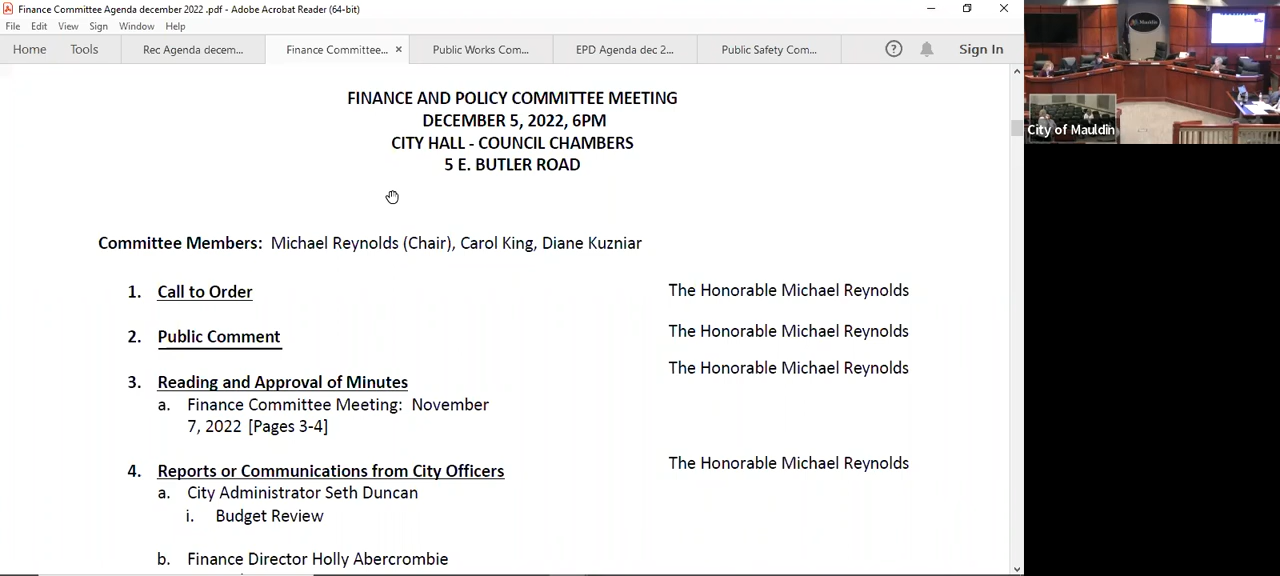 Finance Committee Agenda december 2022 .pdf - Adobe Acrobat Reader (64-bit)
File Edit View Sign Window Help
Home Tools Rec Agenda decem... Finance Committee... × Public Works Com... EPD Agenda dec 2... Public Safety Com... Sign In
FINANCE AND POLICY COMMITTEE MEETING
DECEMBER 5, 2022, 6PM
CITY HALL - COUNCIL CHAMBERS
5 E. BUTLER ROAD
Committee Members: Michael Reynolds (Chair), Carol King, Diane Kuzniar
1. Call to Order The Honorable Michael Reynolds
2. Public Comment The Honorable Michael Reynolds
3. Reading and Approval of Minutes The Honorable Michael Reynolds
a. Finance Committee Meeting: November
7, 2022 [Pages 3-4]
4. Reports or Communications from City Officers The Honorable Michael Reynolds
a. City Administrator Seth Duncan
i. Budget Review
b. Finance Director Holly Abercrombie
Mauldin
City of Mauldin